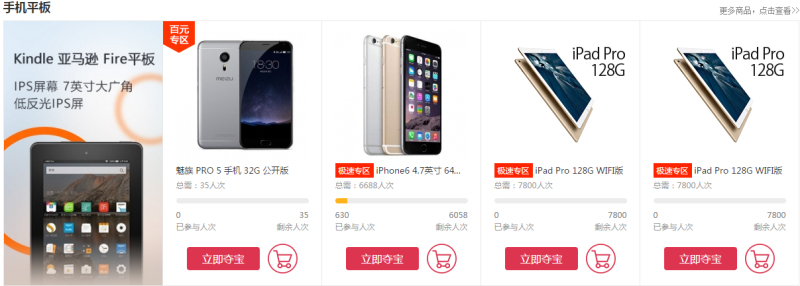 手机平板
更多商品，点击查看>>
Kindle 亚马逊 Fire平板
IPS屏幕 7英寸大广角
低反光IPS屏
百元
专区
MEIZU
魅族 PRO 5 手机 32G 公开版
总需：35人次
0 35
已参与人次 剩余人次
立即夺宝
极速专区 iPhone6 4.7英寸 64...
总需：6688人次
630 6058
已参与人次 剩余人次
立即夺宝
iPad Pro
128G
极速专区 iPad Pro 128G WIFI版
总需：7800人次
0 7800
已参与人次 剩余人次
立即夺宝
iPad Pro
128G
极速专区 iPad Pro 128G WIFI版
总需：7800人次
0 7800
已参与人次 剩余人次
立即夺宝